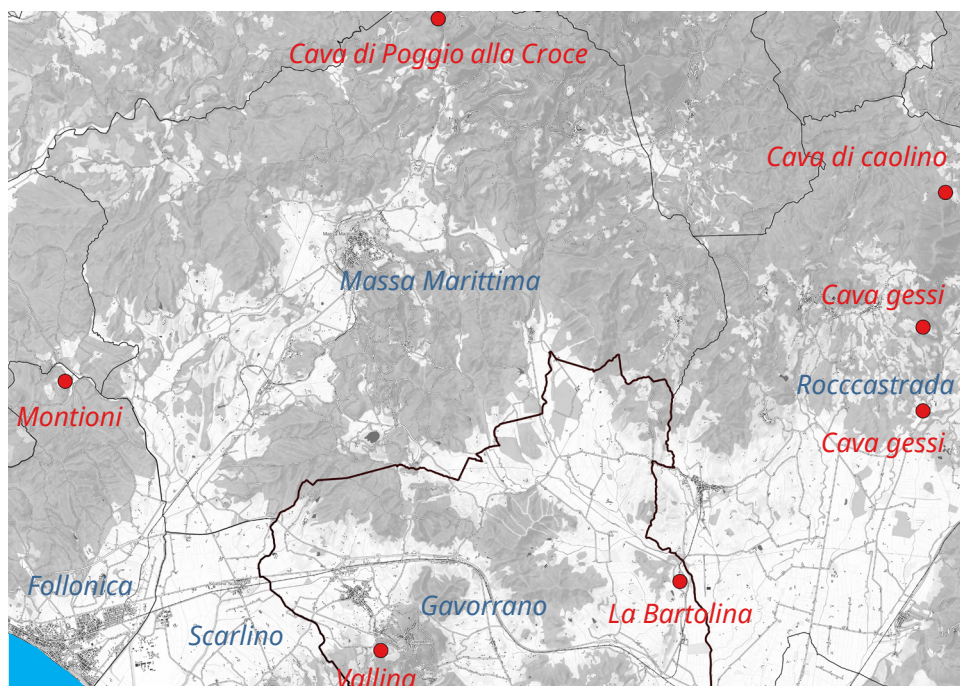 Cava di Poggio alla Croce
Cava di caolino
Massa Marittima
Cava gessi
Rocccastrada
Montioni
Cava gessi
Follonica
Gavorrano
La Bartolina
Scarlino
Vallina